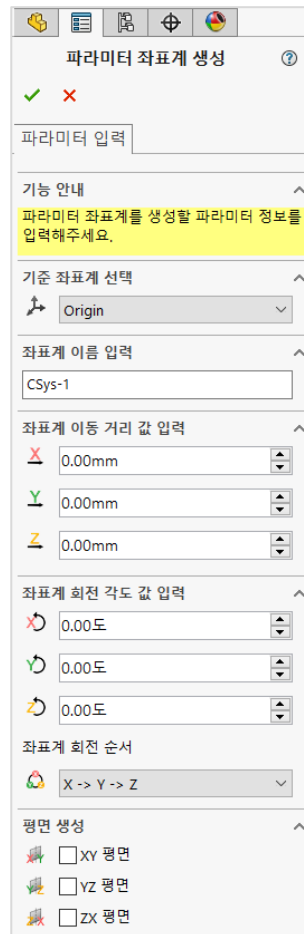 파라미터 좌표계 생성
파라미터 입력
기능 안내
파라미터 좌표계를 생성할 파라미터 정보를
입력해주세요.
기준 좌표계 선택
Origin
좌표계 이름 입력
CSys-1
좌표계 이동 거리 값 입력
X 0.00mm
Y 0.00mm
Z 0.00mm
좌표계 회전 각도 값 입력
X 0.00도
Y 0.00도
Z 0.00도
좌표계 회전 순서
X -> Y -> Z
평면 생성
XY 평면
YZ 평면
ZX 평면